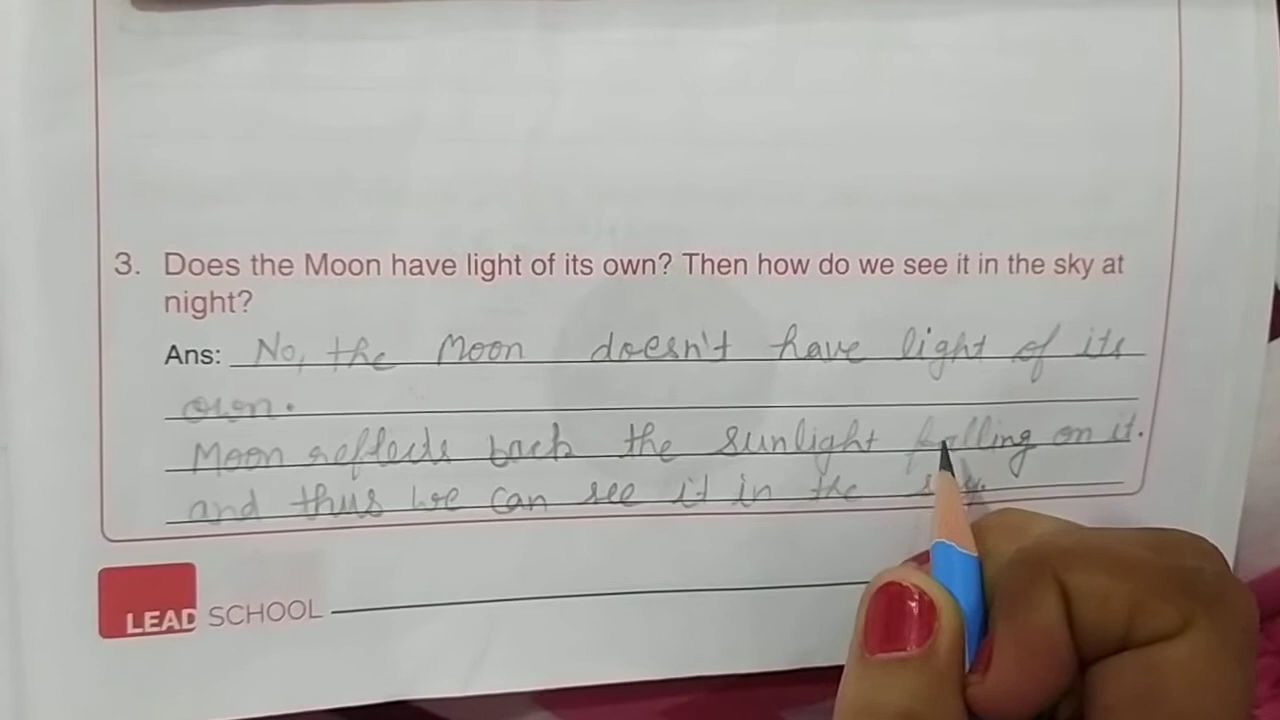 3. Does the Moon have light of its own? Then how do we see it in the sky at
night?
Ans: No, the Moon doesn't have light of its
own.
Moon reflects back the sunlight falling on it.
and thus we can see it in the sky.
LEAD SCHOOL